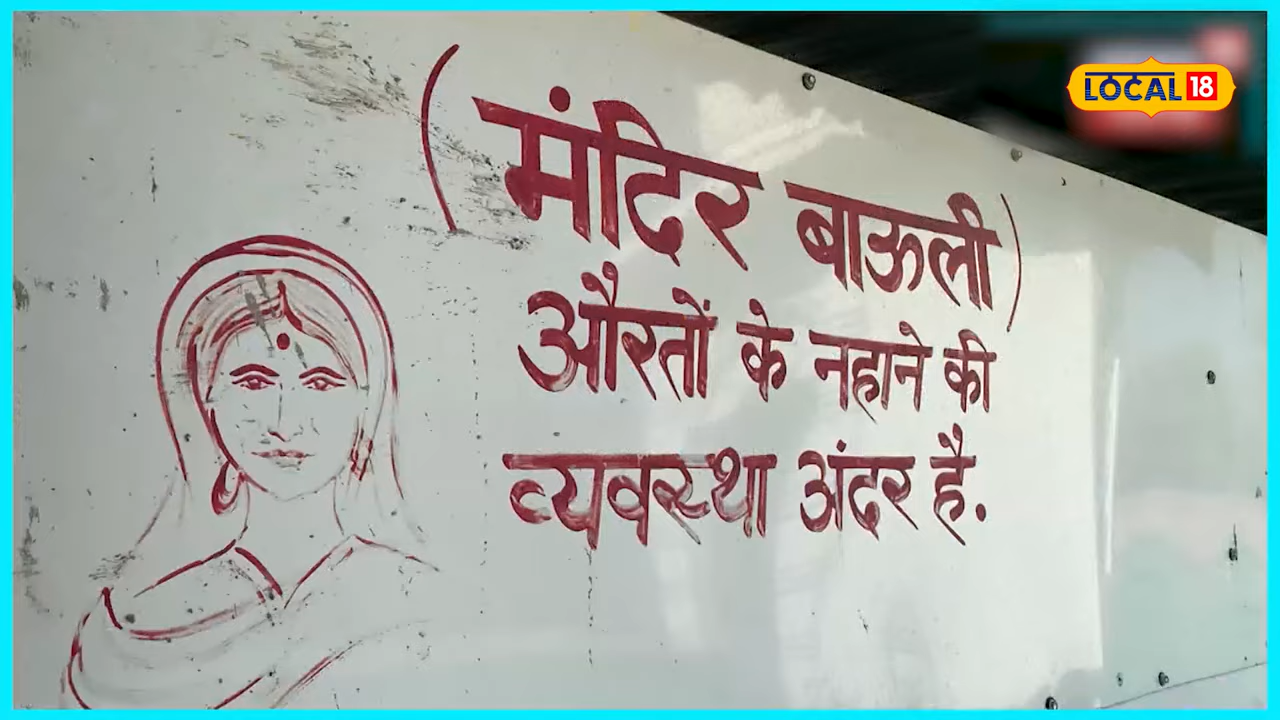 LOCAL 18
(मंदिर बाऊली)
औरतों के नहाने की
व्यवस्था अंदर है.